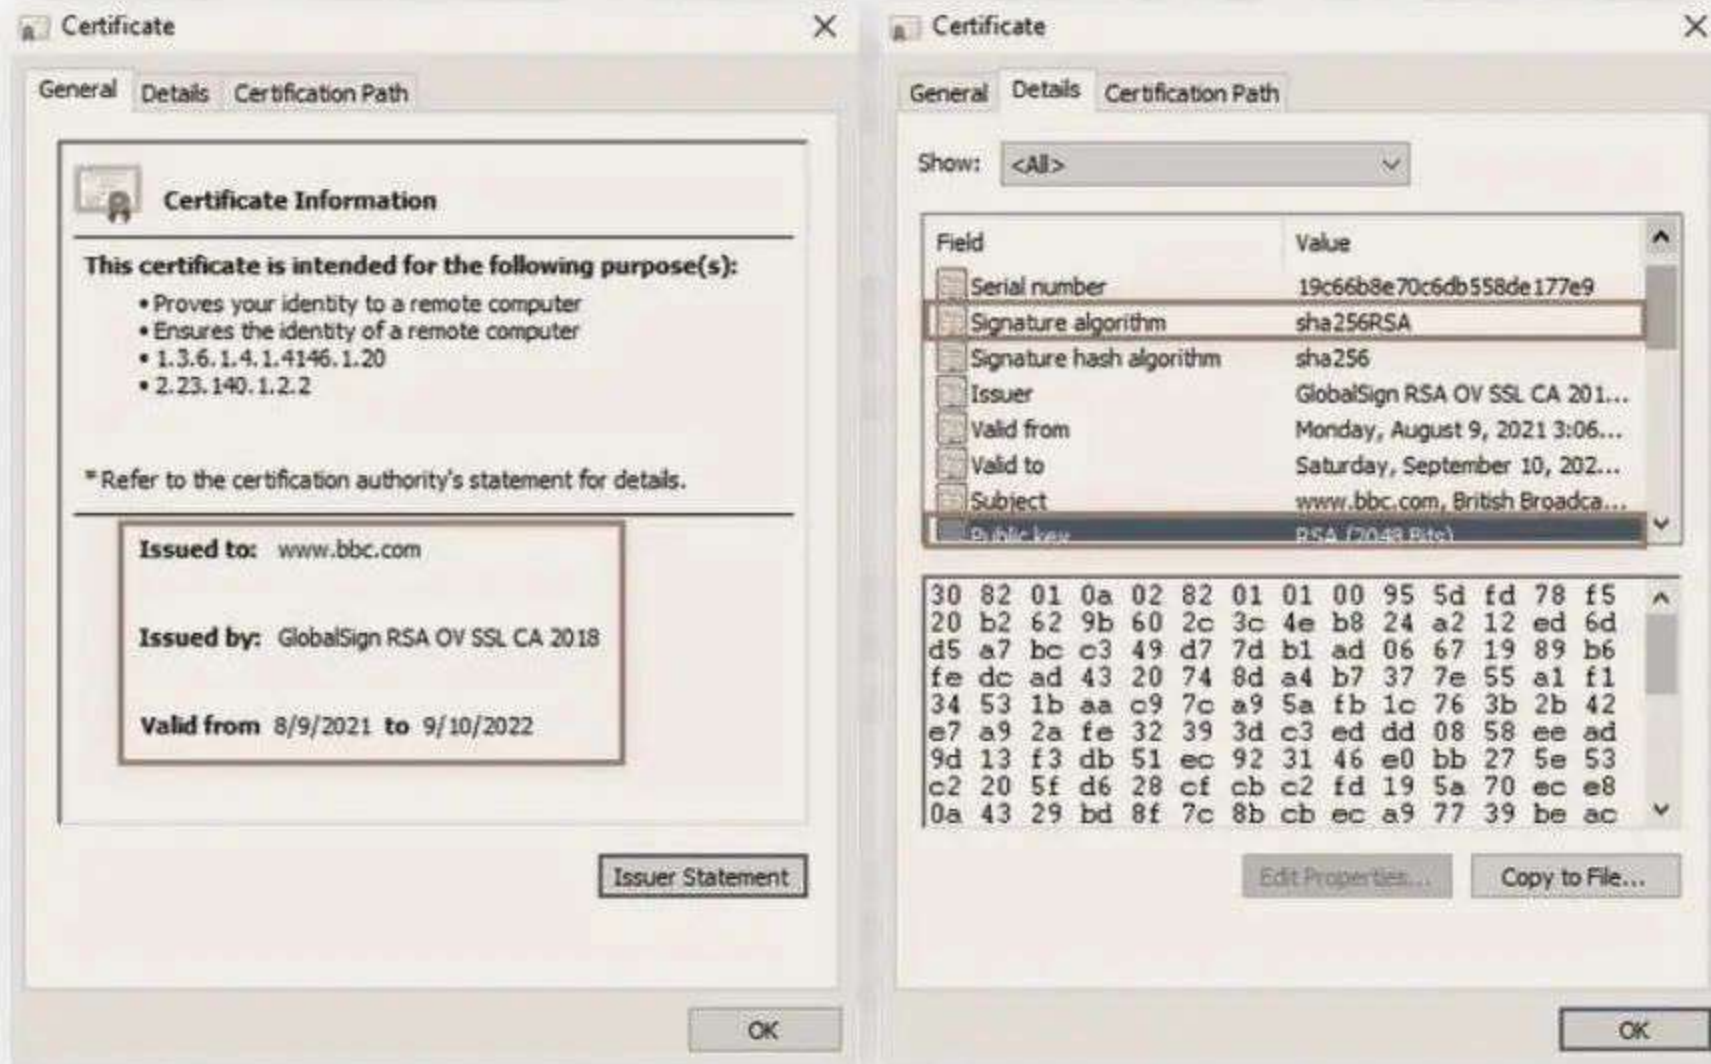 Certificate
General Details Certification Path
Certificate Information
This certificate is intended for the following purpose(s):
• Proves your identity to a remote computer
• Ensures the identity of a remote computer
• 1.3.6.1.4.1.4146.1.20
• 2.23.140.1.2.2
* Refer to the certification authority's statement for details.
Issued to: www.bbc.com
Issued by: GlobalSign RSA OV SSL CA 2018
Valid from 8/9/2021 to 9/10/2022
Issuer Statement
OK
Certificate
General Details Certification Path
Show: <All>
Field Value
Serial number 19c66b8e70c6db558de177e9
Signature algorithm sha256RSA
Signature hash algorithm sha256
Issuer GlobalSign RSA OV SSL CA 201...
Valid from Monday, August 9, 2021 3:06...
Valid to Saturday, September 10, 202...
Subject www.bbc.com, British Broadca...
Public key RSA (2048 Bits)
30 82 01 0a 02 82 01 01 00 95 5d fd 78 f5
20 b2 62 9b 60 2c 3c 4e b8 24 a2 12 ed 6d
d5 a7 bc c3 49 d7 7d b1 ad 06 67 19 89 b6
fe dc ad 43 20 74 8d a4 b7 37 7e 55 a1 f1
34 53 1b aa c9 7c a9 5a fb 1c 76 3b 2b 42
e7 a9 2a fe 32 39 3d c3 ed dd 08 58 ee ad
9d 13 f3 db 51 ec 92 31 46 e0 bb 27 5e 53
c2 20 5f d6 28 cf cb c2 fd 19 5a 70 ec e8
0a 43 29 bd 8f 7c 8b cb ec a9 77 39 be ac
Edit Properties... Copy to File...
OK